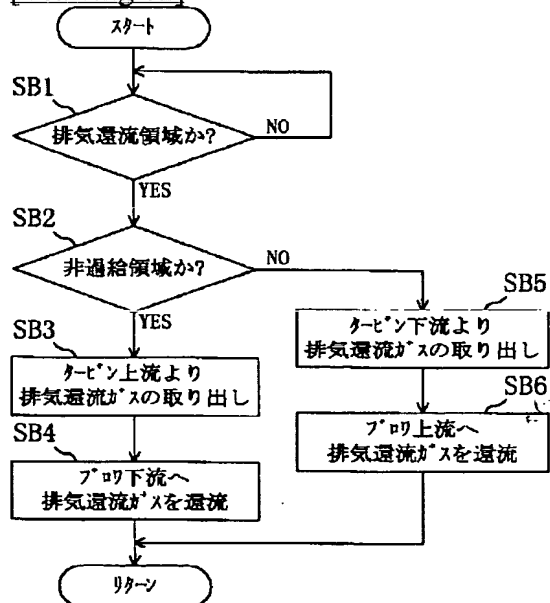 スタート
SB1
排気還流領域か?
NO
YES
SB2
非過給領域か?
NO
YES
SB3
ﾀｰﾋﾞﾝ上流より
排気還流ｶﾞｽの取り出し
SB4
ﾌﾞﾛﾜ下流へ
排気還流ｶﾞｽを還流
SB5
ﾀｰﾋﾞﾝ下流より
排気還流ｶﾞｽの取り出し
SB6
ﾌﾞﾛﾜ上流へ
排気還流ｶﾞｽを還流
リターン